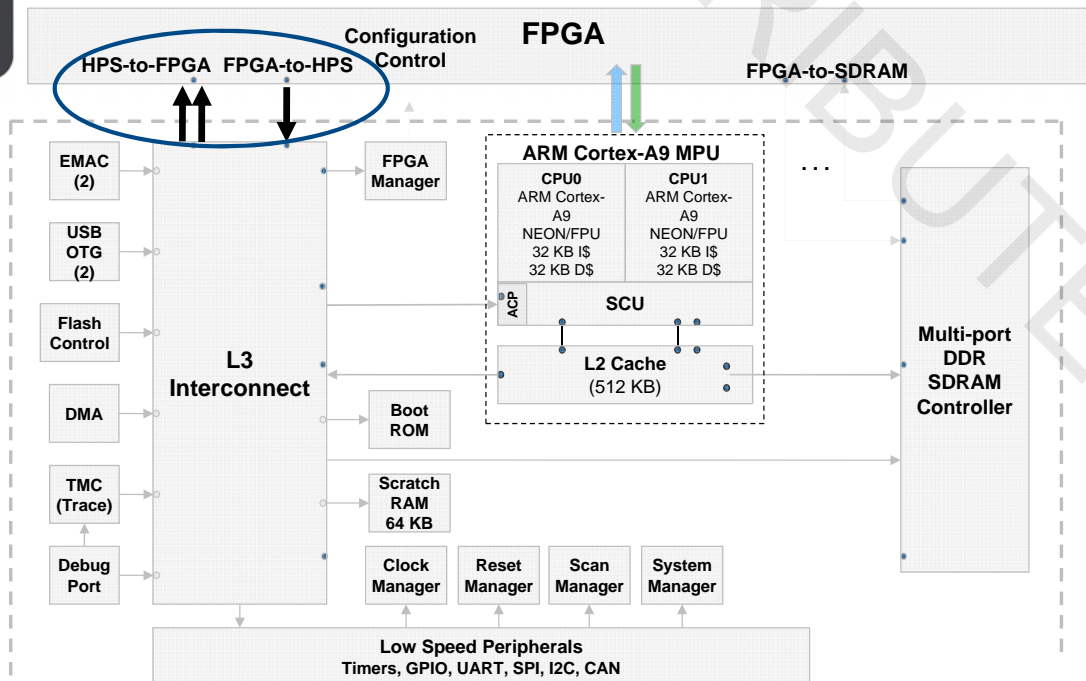 FPGA
Configuration
Control
HPS-to-FPGA
FPGA-to-HPS
FPGA-to-SDRAM
EMAC
(2)
USB
OTG
(2)
Flash
Control
DMA
TMC
(Trace)
Debug
Port
L3
Interconnect
FPGA
Manager
Boot
ROM
Scratch
RAM
64 KB
ARM Cortex-A9 MPU
CPU0
ARM Cortex-
A9
NEON/FPU
32 KB I$
32 KB D$
CPU1
ARM Cortex-
A9
NEON/FPU
32 KB I$
32 KB D$
ACP
SCU
L2 Cache
(512 KB)
. . .
Multi-port
DDR
SDRAM
Controller
Clock
Manager
Reset
Manager
Scan
Manager
System
Manager
Low Speed Peripherals
Timers, GPIO, UART, SPI, I2C, CAN